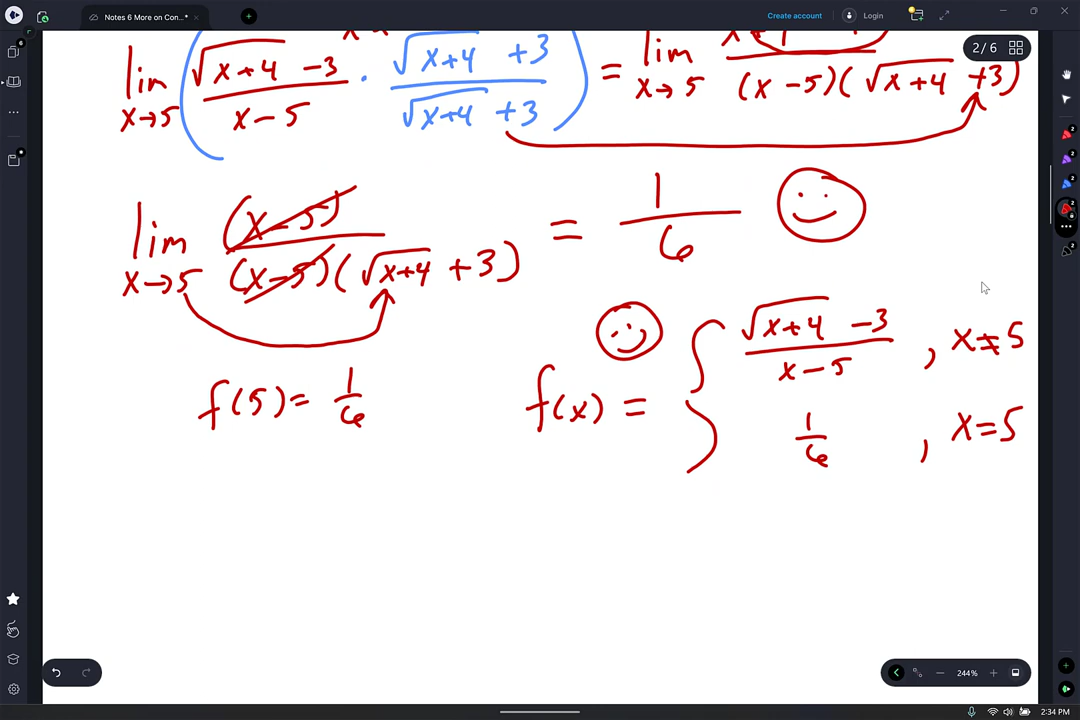 Notes 6 More on Con...*
Create account
Login
2/6
lim x→5 (√(x+4) -3)/(x-5) · (√(x+4) +3)/(√(x+4) +3) = lim x→5 /(x-5)(√(x+4) +3)
lim x→5 (x-5)/(x-5)(√(x+4) +3) = 1/6
f(5) = 1/6
f(x) = { (√(x+4) -3)/(x-5) , x≠5
1/6 , x=5
244%
2:34 PM